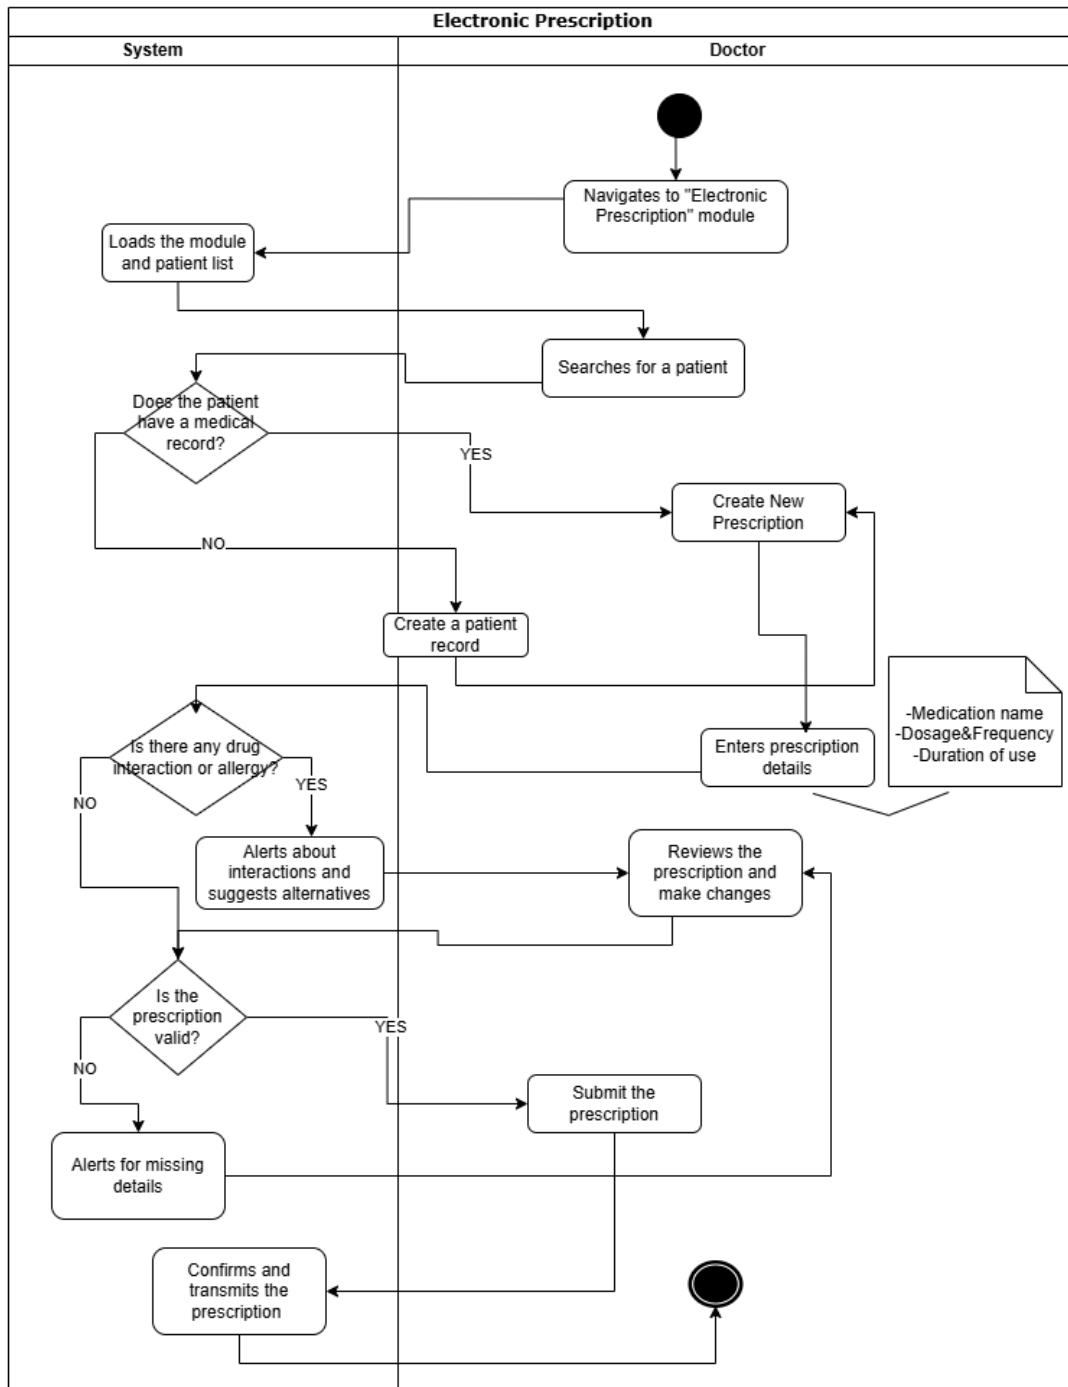 Electronic Prescription
System
Doctor
Navigates to "Electronic
Prescription" module
Loads the module
and patient list
Searches for a patient
Does the patient
have a medical
record?
YES
Create New
Prescription
NO
Create a patient
record
-Medication name
-Dosage&Frequency
-Duration of use
Enters prescription
details
Is there any drug
interaction or allergy?
YES
NO
Alerts about
interactions and
suggests alternatives
Reviews the
prescription and
make changes
Is the
prescription
valid?
YES
NO
Submit the
prescription
Alerts for missing
details
Confirms and
transmits the
prescription